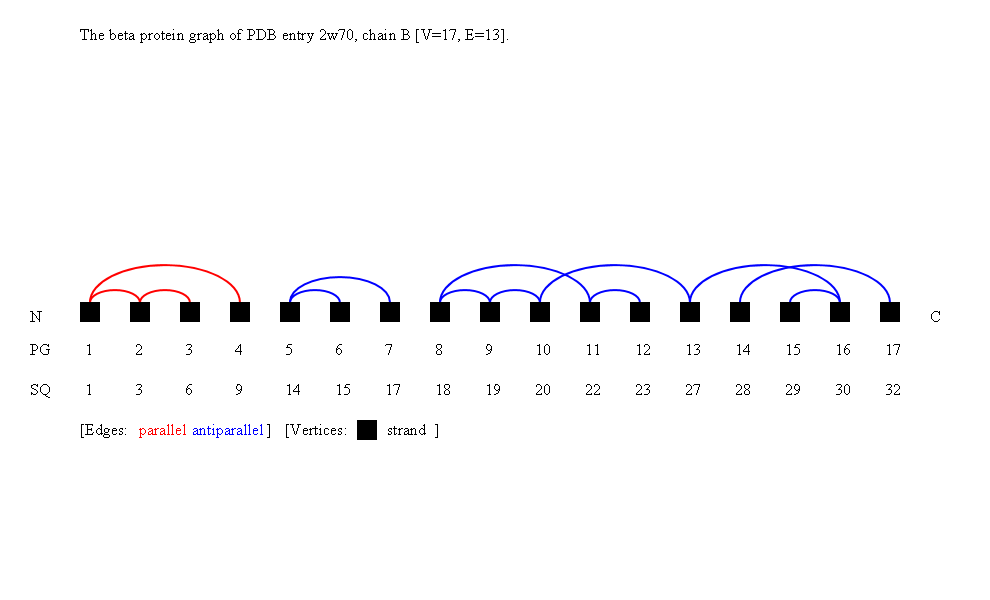 The beta protein graph of PDB entry 2w70, chain B [V=17, E=13].
N C
PG 1 2 3 4 5 6 7 8 9 10 11 12 13 14 15 16 17
SQ 1 3 6 9 14 15 17 18 19 20 22 23 27 28 29 30 32
[Edges: parallel antiparallel] [Vertices: strand ]